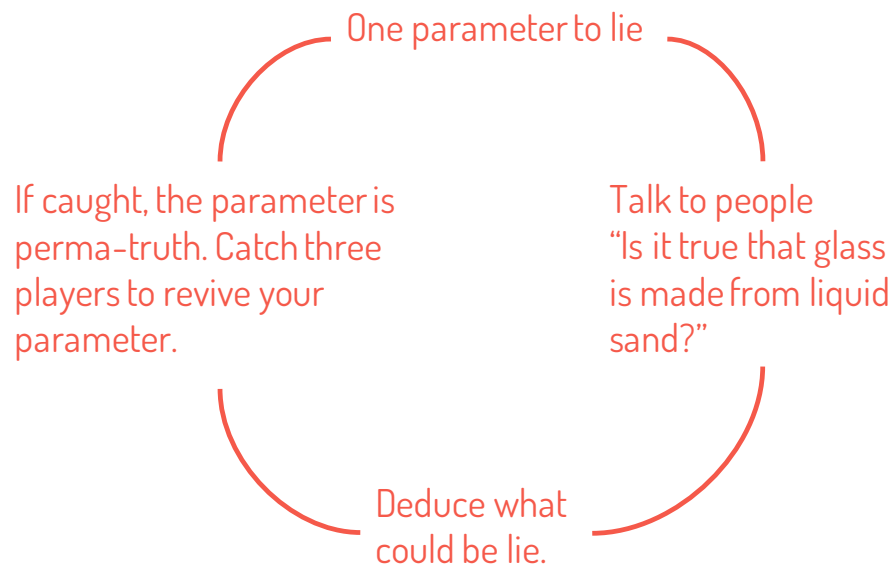 One parameter to lie
If caught, the parameter is
perma-truth. Catch three
players to revive your
parameter.
Talk to people
“Is it true that glass
is made from liquid
sand?”
Deduce what
could be lie.